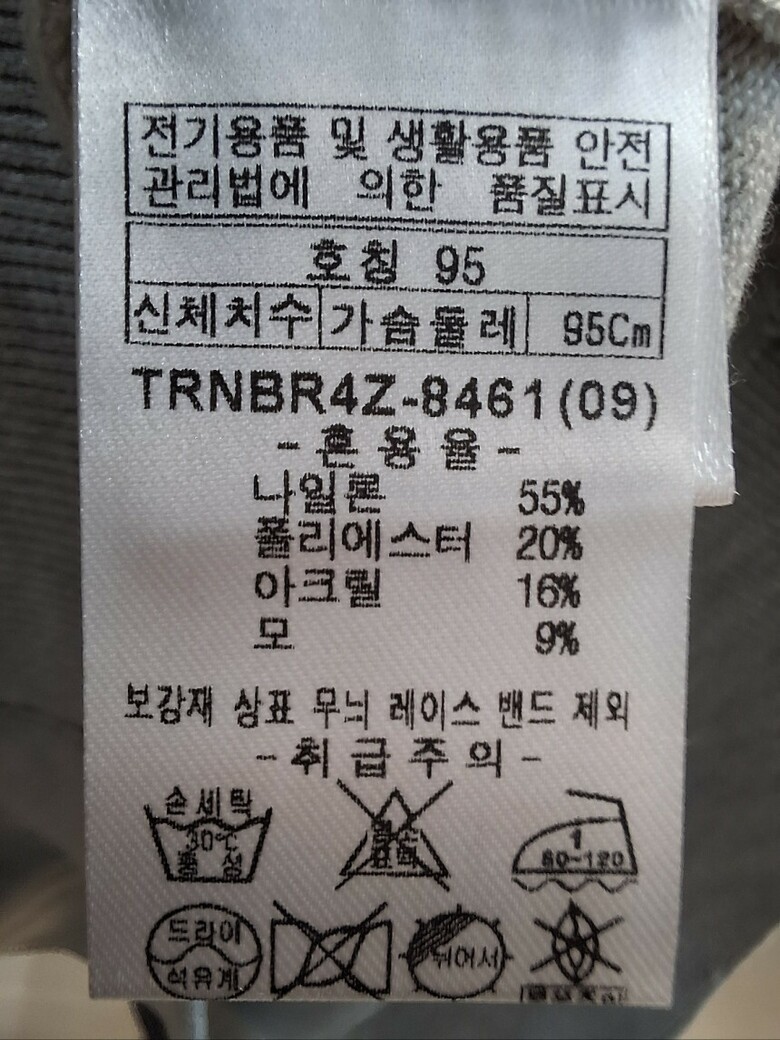 전기용품 및 생활용품 안전
관리법에 의한 품질표시
호칭 95
신체치수 가슴둘레 95Cm
TRNBR4Z-8461(09)
-혼용율-
나일론 55%
폴리에스터 20%
아크릴 16%
모 9%
보강재 상표 무늬 레이스 밴드 제외
-취급주의-
손세탁
30℃
중성
염소
표백
1
80-120
드라이
석유계
뉘어서